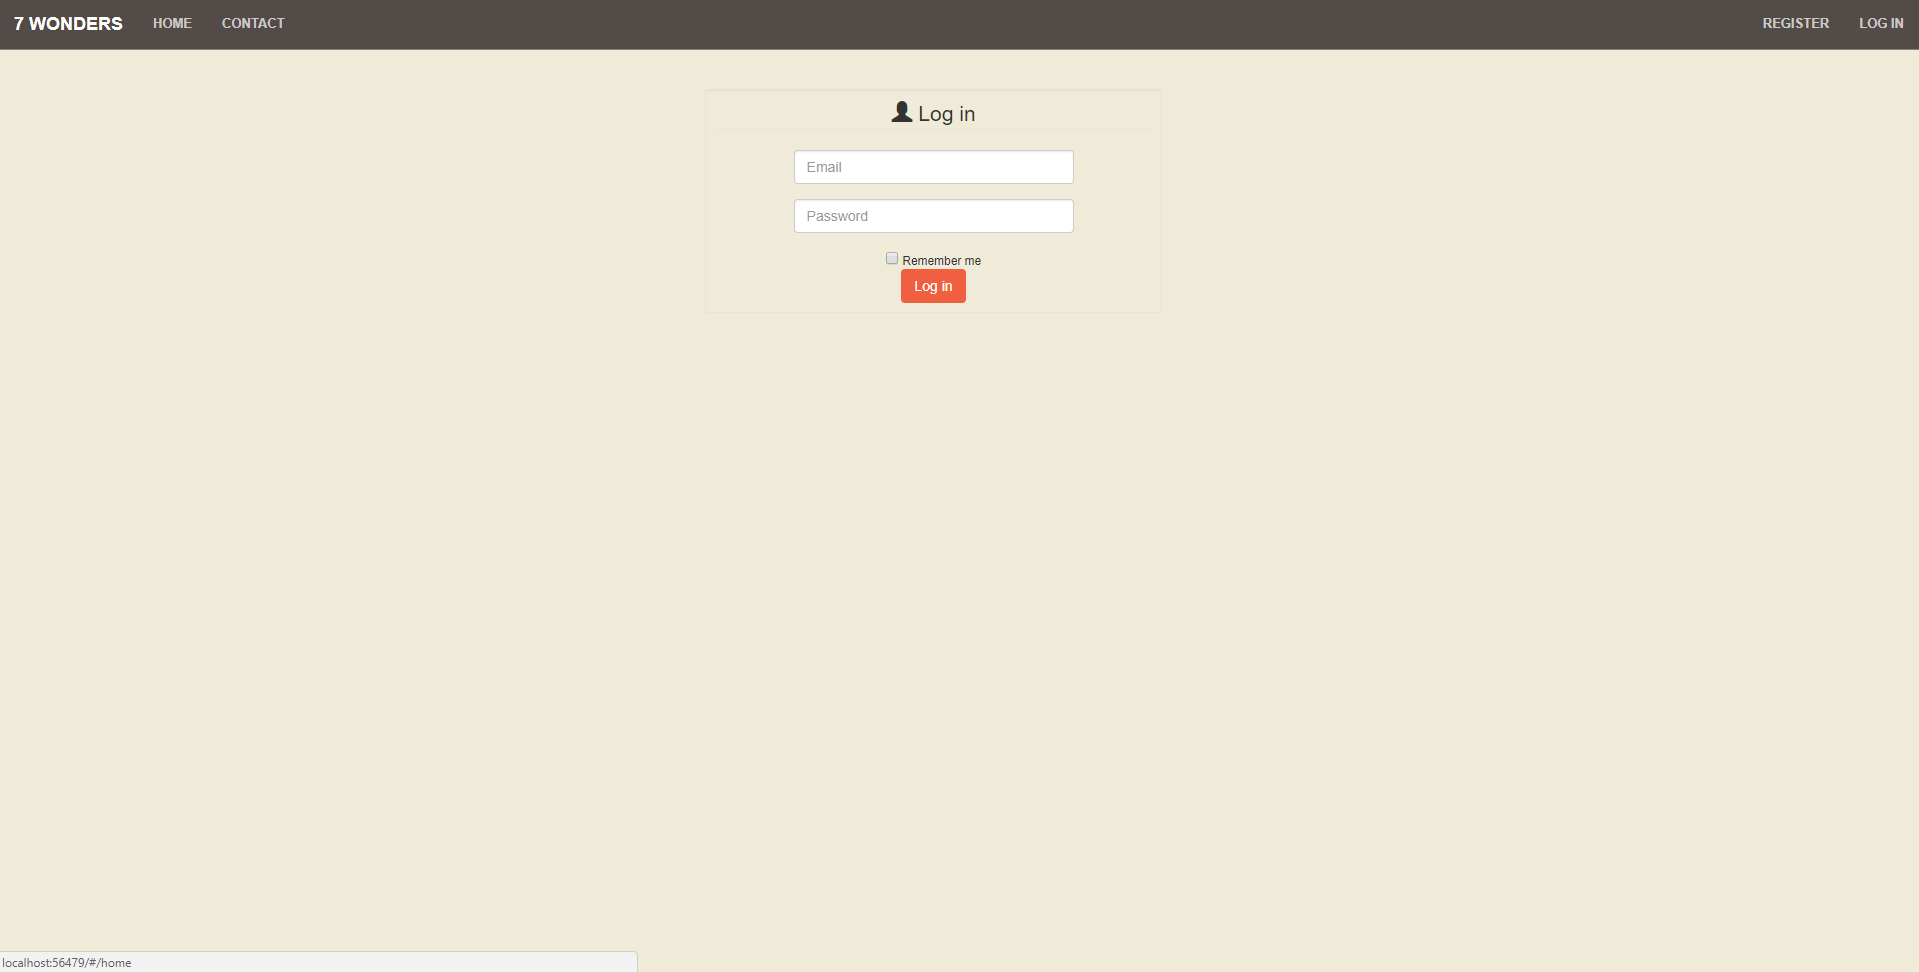 7 WONDERS HOME CONTACT REGISTER LOG IN
Log in
Email
Password
Remember me
Log in
localhost:56479/#/home